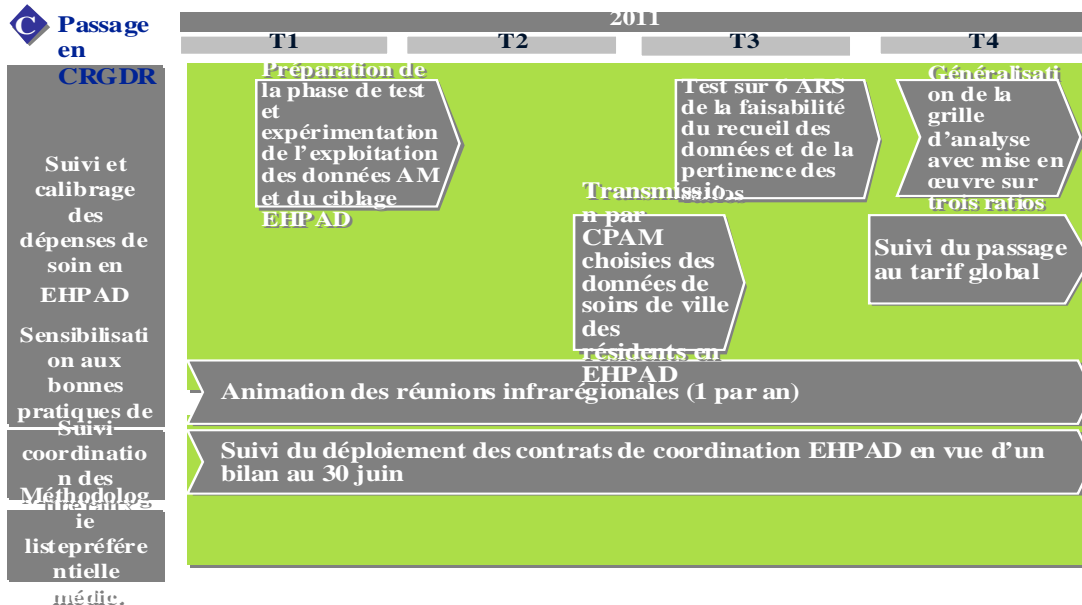 C
Passage
en
CRGDR
2011
T1 T2 T3 T4
Préparation de
la phase de test
et
expérimentation
de l’exploitation
des données AM
et du ciblage
EHPAD
Test sur 6 ARS
de la faisabilité
du recueil des
données et de la
pertinence des
Généralisati
on de la
grille
d’analyse
avec mise en
œuvre sur
trois ratios
Transmissio
n par
CPAM
choisies des
données de
soins de ville
des
résidents en
EHPAD
Suivi du passage
au tarif global
Suivi et
calibrage
des
dépenses de
soin en
EHPAD
Sensibilisati
on aux
bonnes
pratiques de
Animation des réunions infrarégionales (1 par an)
Suivi
coordinatio
n des
Suivi du déploiement des contrats de coordination EHPAD en vue d’un
bilan au 30 juin
Méthodolog
ie
listepréfére
ntielle
médic.